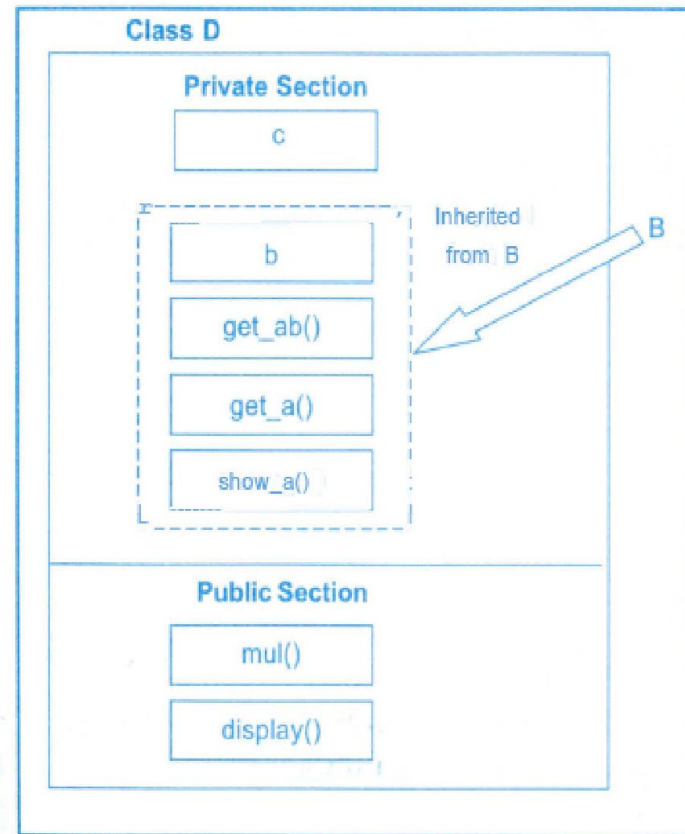 Class D
Private Section
c
Inherited
from B
B
b
get_ab()
get_a()
show_a()
Public Section
mul()
display()